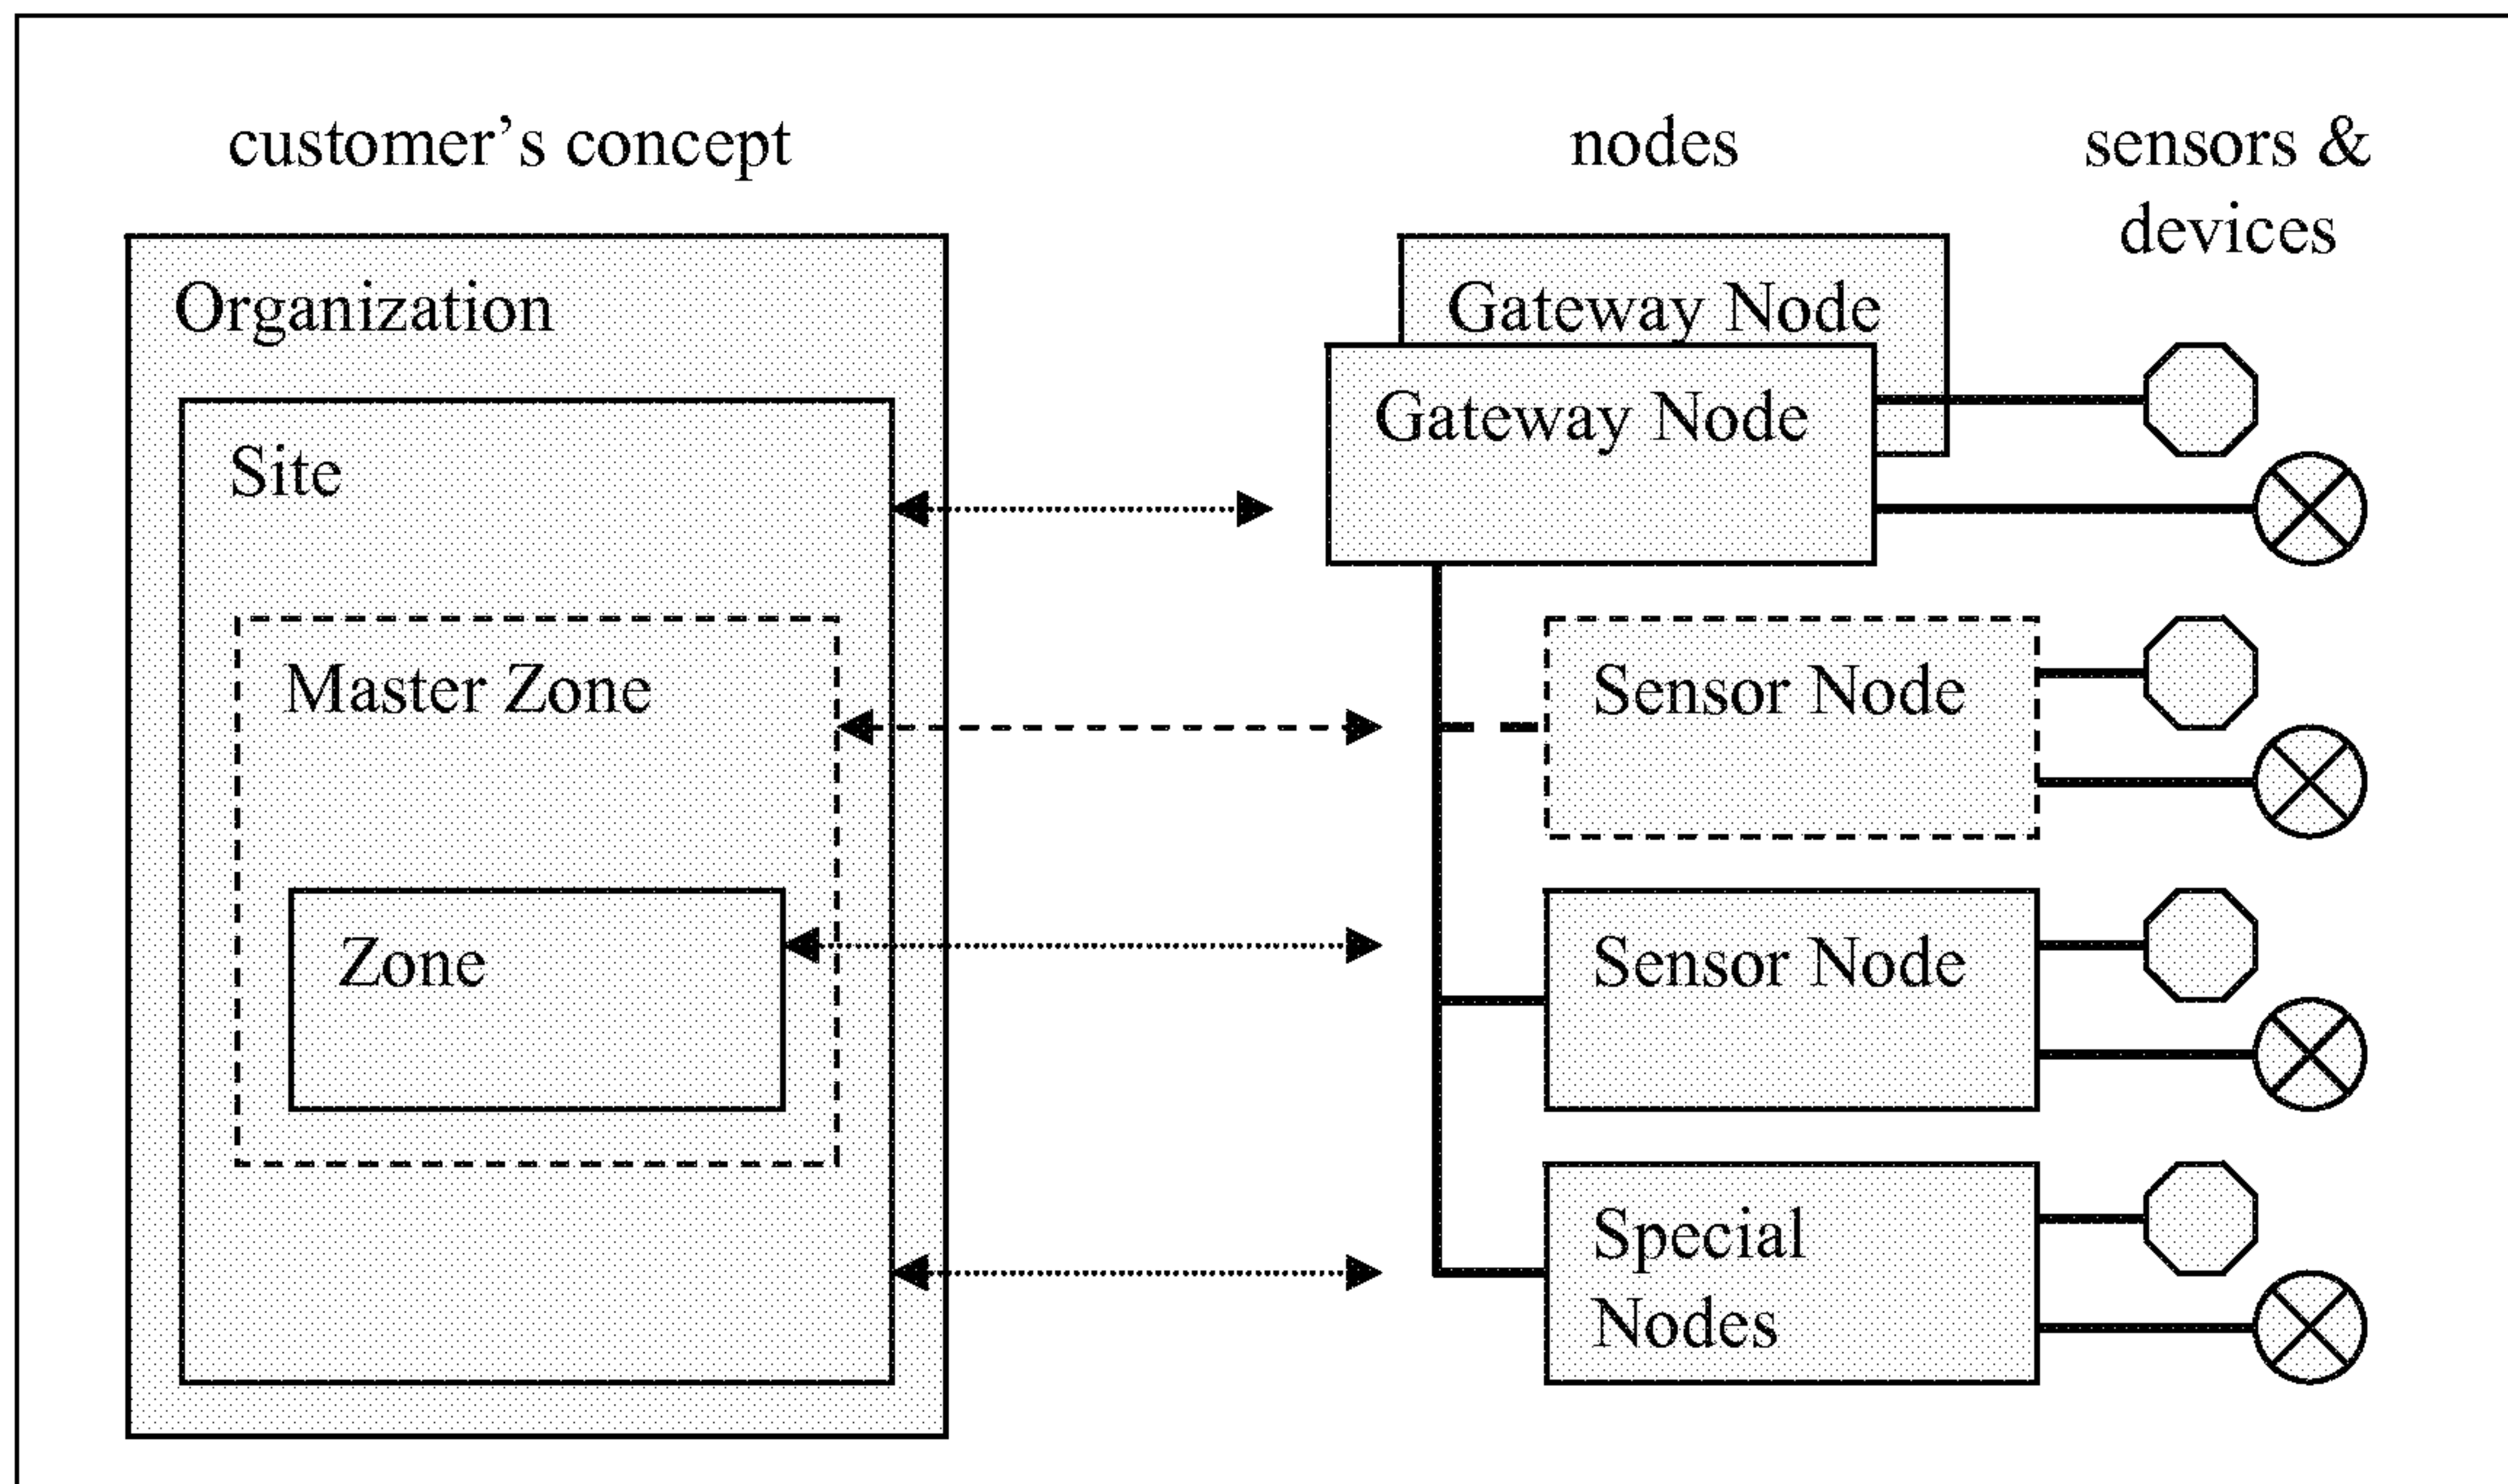 customer’s concept
nodes
sensors &
devices
Organization
Site
Master Zone
Zone
Gateway Node
Gateway Node
Sensor Node
Sensor Node
Special
Nodes